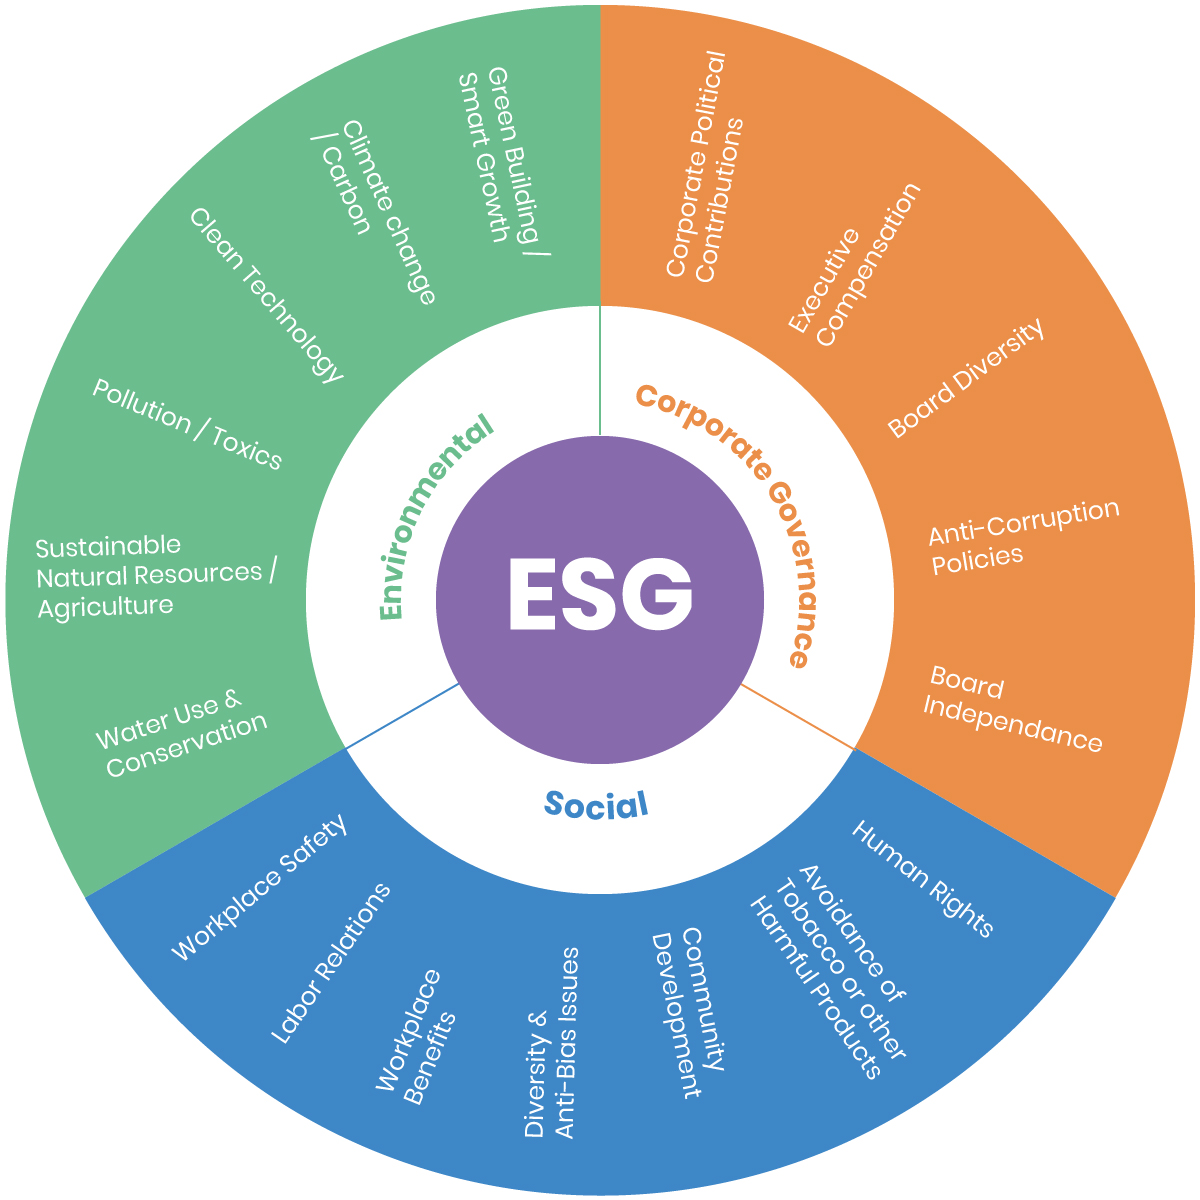 ESG
Environmental
Green Building /
Smart Growth
Climate change
/ Carbon
Clean Technology
Pollution / Toxics
Sustainable
Natural Resources /
Agriculture
Water Use &
Conservation
Corporate Governance
Corporate Political
Contributions
Executive
Compensation
Board Diversity
Anti-Corruption
Policies
Board
Independance
Social
Human Rights
Avoidance of
Tobacco or other
Harmful Products
Community
Development
Diversity &
Anti-Bias Issues
Workplace
Benefits
Labor Relations
Workplace Safety